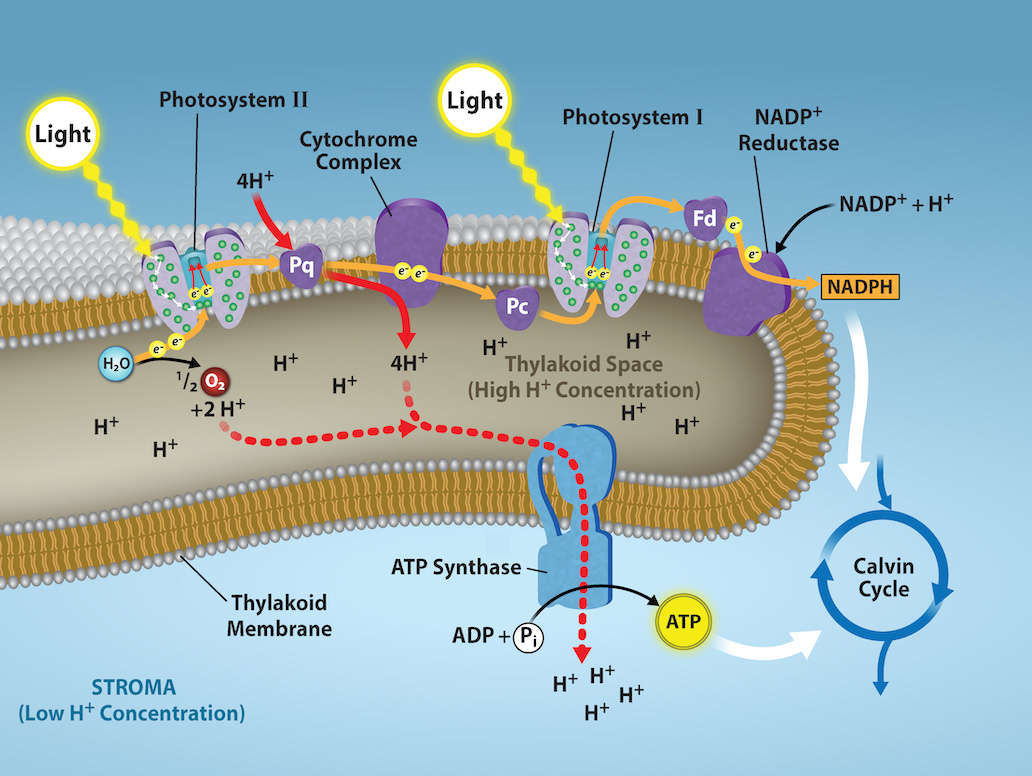 Light
Photosystem II
Cytochrome
Complex
4H⁺
Light
Photosystem I
NADP⁺
Reductase
NADP⁺ + H⁺
Pq
e⁻ e⁻
e⁻ e⁻
Pc
e⁻ e⁻
Fd
e⁻
e⁻
NADPH
H₂O
e⁻ e⁻
1/2 O₂
+2 H⁺
H⁺
H⁺
4H⁺
H⁺
H⁺
Thylakoid Space
(High H⁺ Concentration)
H⁺
H⁺
H⁺
H⁺
ATP Synthase
ADP + Pi
ATP
Calvin
Cycle
Thylakoid
Membrane
H⁺ H⁺
H⁺
H⁺
STROMA
(Low H⁺ Concentration)